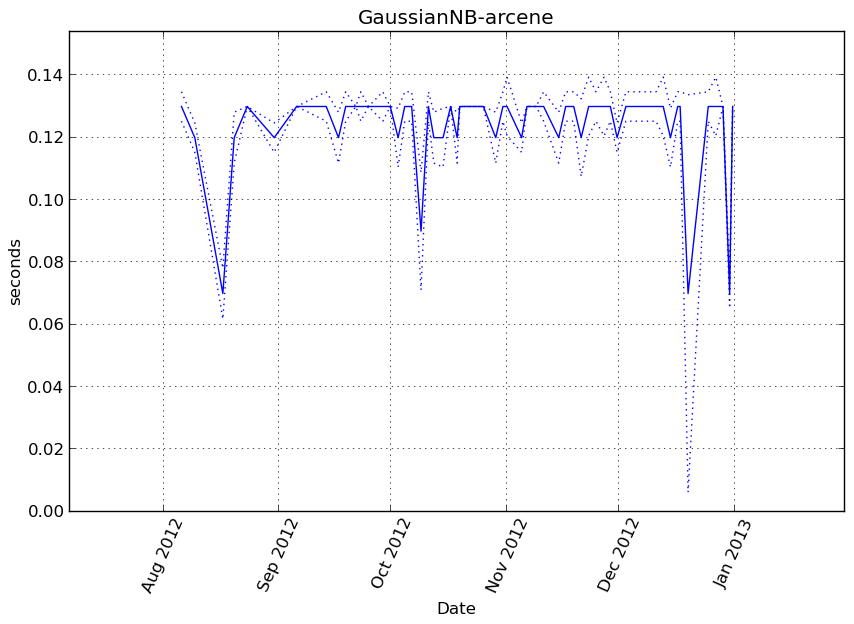 GaussianNB-arcene
seconds
0.14
0.12
0.10
0.08
0.06
0.04
0.02
0.00
Aug 2012
Sep 2012
Oct 2012
Nov 2012
Dec 2012
Jan 2013
Date